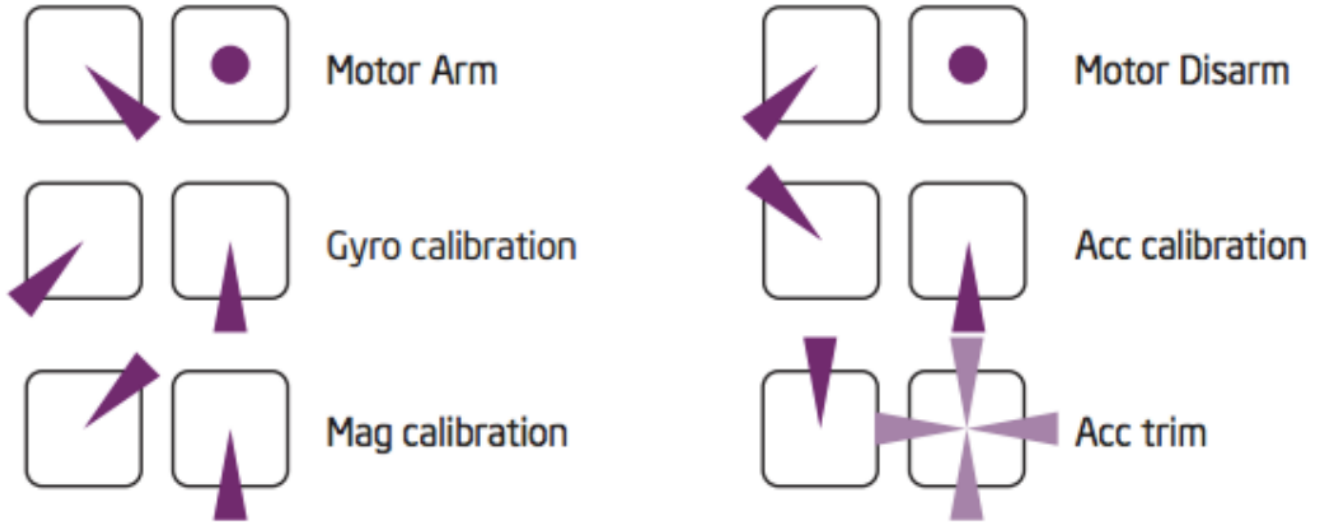 Motor Arm
Motor Disarm
Gyro calibration
Acc calibration
Mag calibration
Acc trim